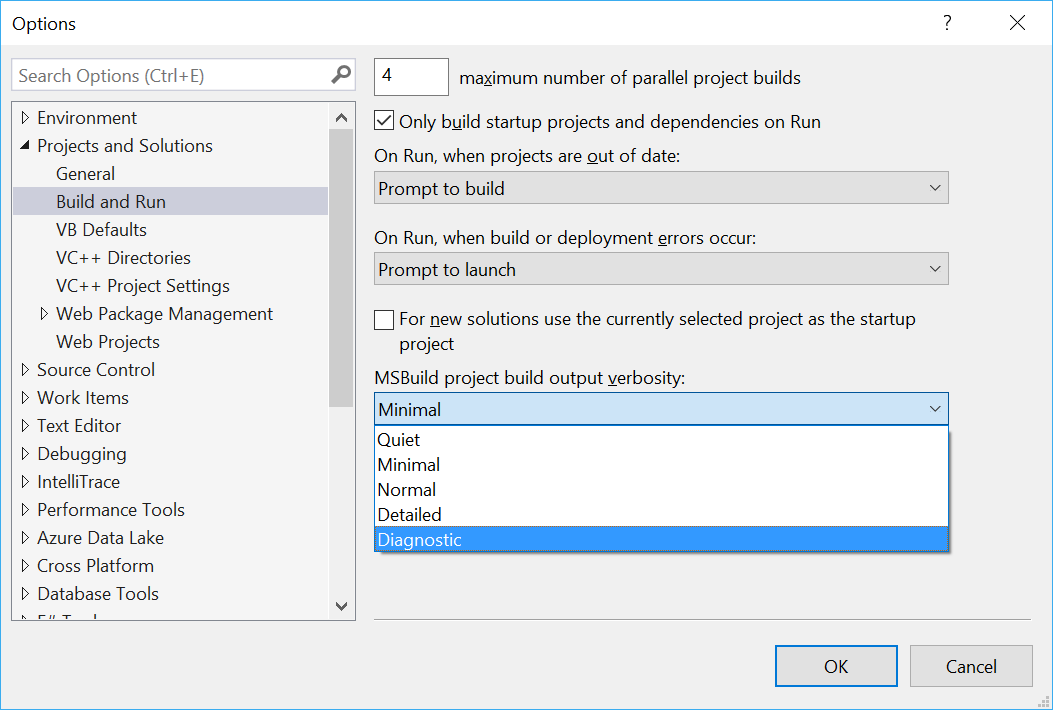 Options
?
Search Options (Ctrl+E)
Environment
Projects and Solutions
General
Build and Run
VB Defaults
VC++ Directories
VC++ Project Settings
Web Package Management
Web Projects
Source Control
Work Items
Text Editor
Debugging
IntelliTrace
Performance Tools
Azure Data Lake
Cross Platform
Database Tools
4 maximum number of parallel project builds
Only build startup projects and dependencies on Run
On Run, when projects are out of date:
Prompt to build
On Run, when build or deployment errors occur:
Prompt to launch
For new solutions use the currently selected project as the startup
project
MSBuild project build output verbosity:
Minimal
Quiet
Minimal
Normal
Detailed
Diagnostic
OK
Cancel